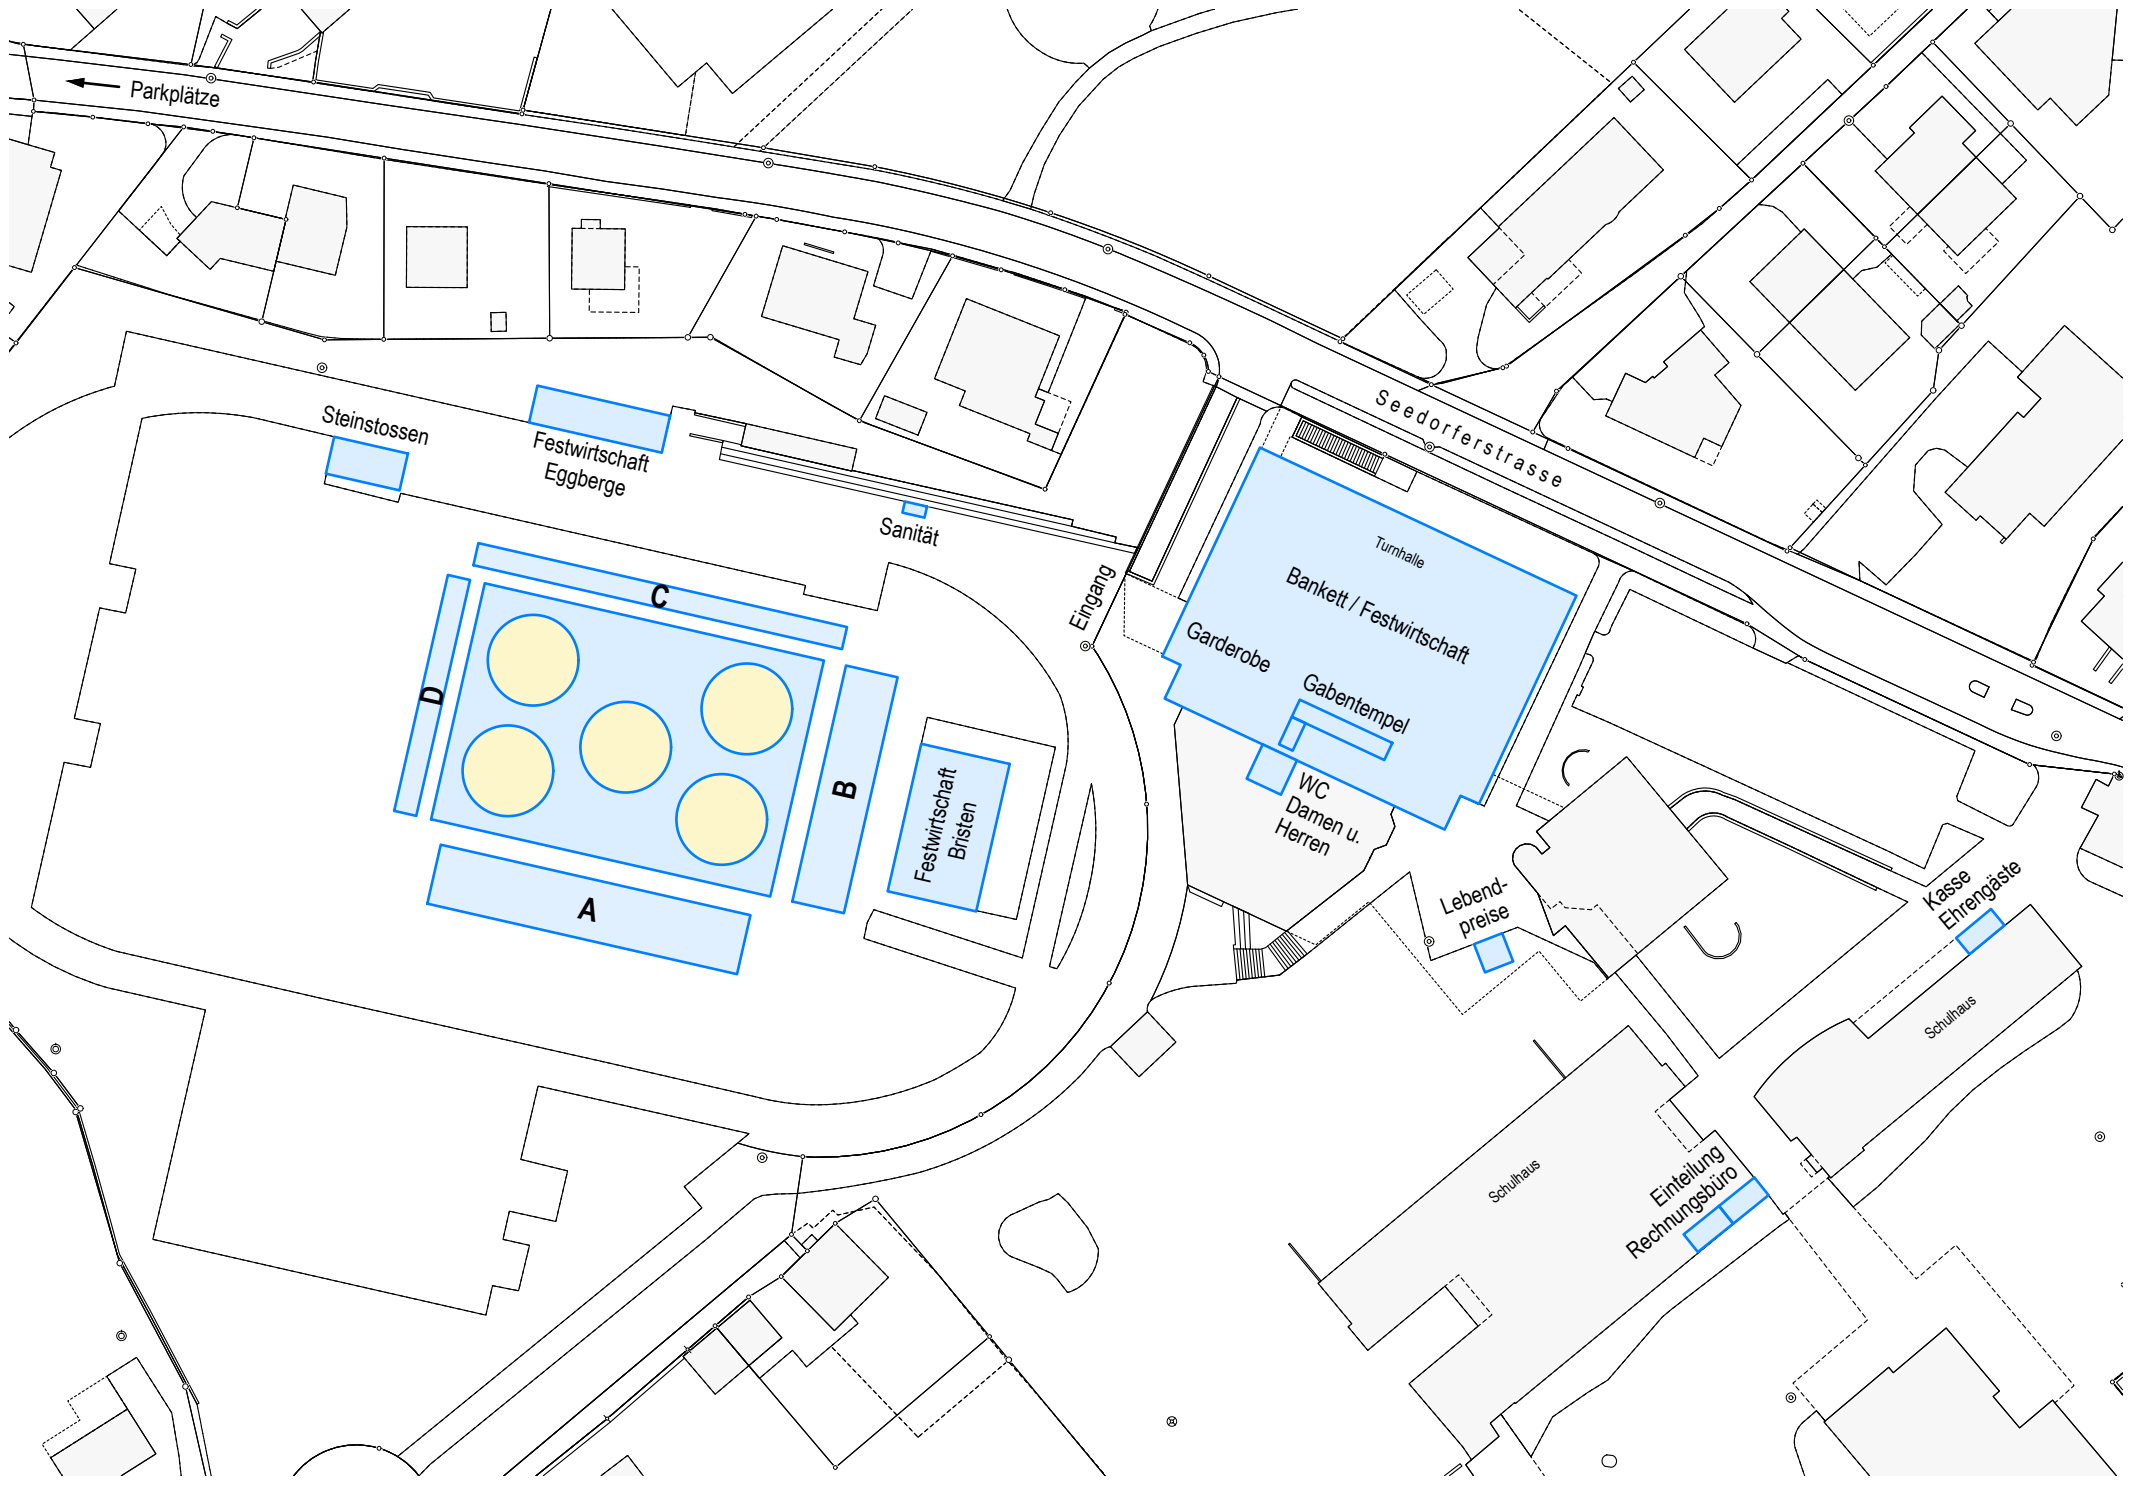 Parkplätze
Seedorferstrasse
Steinstossen
Festwirtschaft
Eggberge
Sanität
Eingang
Turnhalle
Bankett / Festwirtschaft
Garderobe
Gabentempel
WC
Damen u.
Herren
C
D
B
A
Festwirtschaft
Bristen
Lebend-
preise
Kasse
Ehrengäste
Schulhaus
Schulhaus
Einteilung
Rechnungsbüro